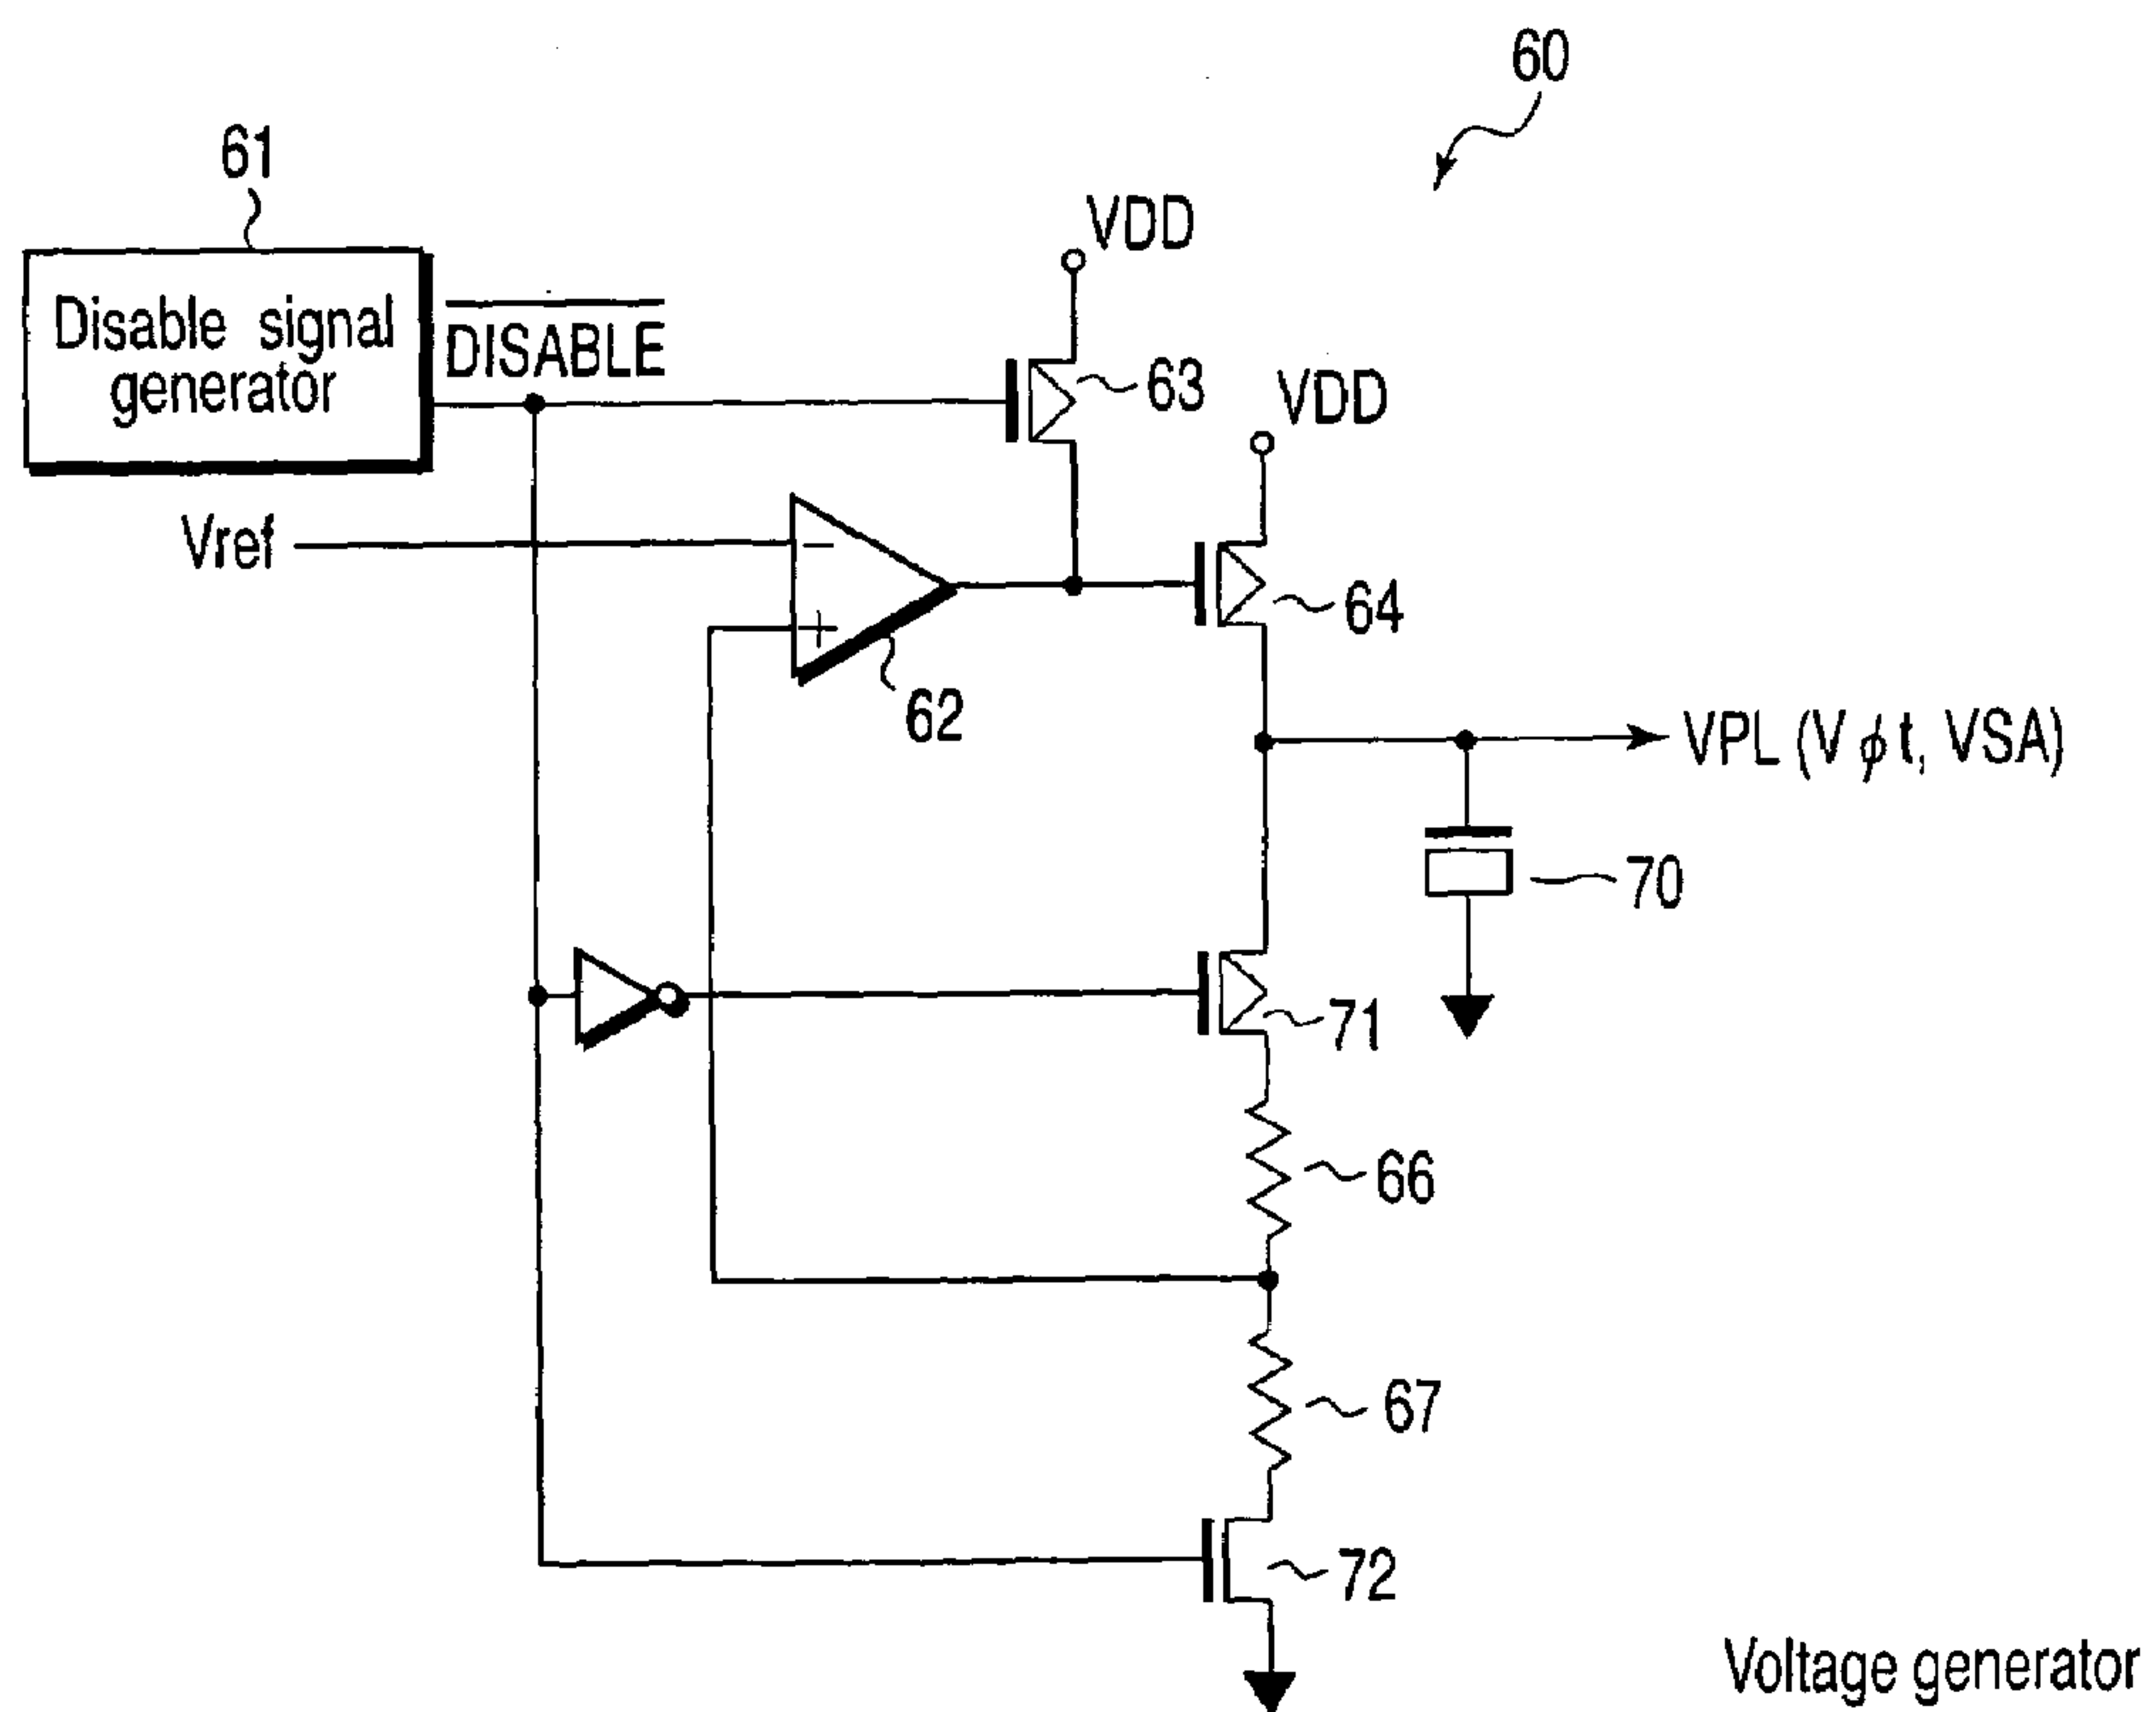 60
61
VDD
Disable signal
generator
DISABLE
63
VDD
Vref
−
+
64
62
VPL (Vϕt, VSA)
70
71
66
67
72
Voltage generator